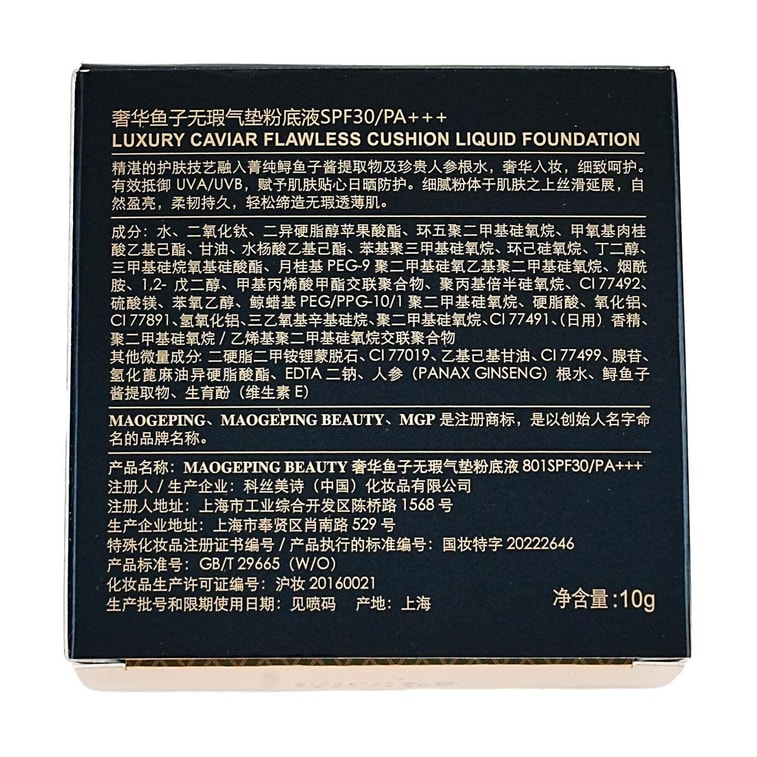 奢华鱼子无瑕气垫粉底液SPF30/PA+++
LUXURY CAVIAR FLAWLESS CUSHION LIQUID FOUNDATION
精湛的护肤技艺融入菁纯鲟鱼子酱提取物及珍贵人参根水，奢华入妆，细致呵护。
有效抵御 UVA/UVB，赋予肌肤贴心日晒防护。细腻粉体于肌肤之上丝滑延展，自
然盈亮，柔韧持久，轻松缔造无瑕透薄肌。
成分：水、二氧化钛、二异硬脂醇苹果酸酯、环五聚二甲基硅氧烷、甲氧基肉桂
酸乙基己酯、甘油、水杨酸乙基己酯、苯基聚三甲基硅氧烷、环己硅氧烷、丁二醇、
三甲基硅烷氧基硅酸酯、月桂基 PEG-9 聚二甲基硅氧乙基聚二甲基硅氧烷、烟酰
胺、1,2- 戊二醇、甲基丙烯酸甲酯交联聚合物、聚丙基倍半硅氧烷、CI 77492、
硫酸镁、苯氧乙醇、鲸蜡基 PEG/PPG-10/1 聚二甲基硅氧烷、硬脂酸、氧化铝、
CI 77891、氢氧化铝、三乙氧基辛基硅烷、聚二甲基硅氧烷、CI 77491、（日用）香精、
聚二甲基硅氧烷 / 乙烯基聚二甲基硅氧烷交联聚合物
其他微量成分：二硬脂二甲铵锂蒙脱石、CI 77019、乙基己基甘油、CI 77499、腺苷、
氢化蓖麻油异硬脂酸酯、EDTA 二钠、人参（PANAX GINSENG）根水、鲟鱼子
酱提取物、生育酚（维生素 E）
MAOGEPING、MAOGEPING BEAUTY、MGP 是注册商标，是以创始人名字命
名的品牌名称。
产品名称：MAOGEPING BEAUTY 奢华鱼子无瑕气垫粉底液 801SPF30/PA+++
注册人 / 生产企业：科丝美诗（中国）化妆品有限公司
注册人地址：上海市工业综合开发区陈桥路 1568 号
生产企业地址：上海市奉贤区肖南路 529 号
特殊化妆品注册证书编号 / 产品执行的标准编号：国妆特字 20222646
产品标准号：GB/T 29665（W/O）
化妆品生产许可证编号：沪妆 20160021
生产批号和限期使用日期：见喷码 产地：上海
净含量：10g